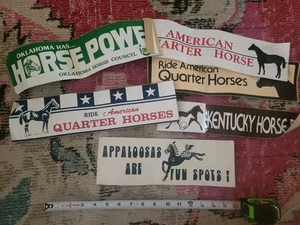 OKLAHOMA HAS...
HORSE POWE
OKLAHOMA HORSE COUNCIL
AMERICAN
ARTER HORSE
Ride American
Quarter Horses
RIDE American
QUARTER HORSES
KENTUCKY HORSE P
APPALOOSAS
ARE
FUN SPOTS!